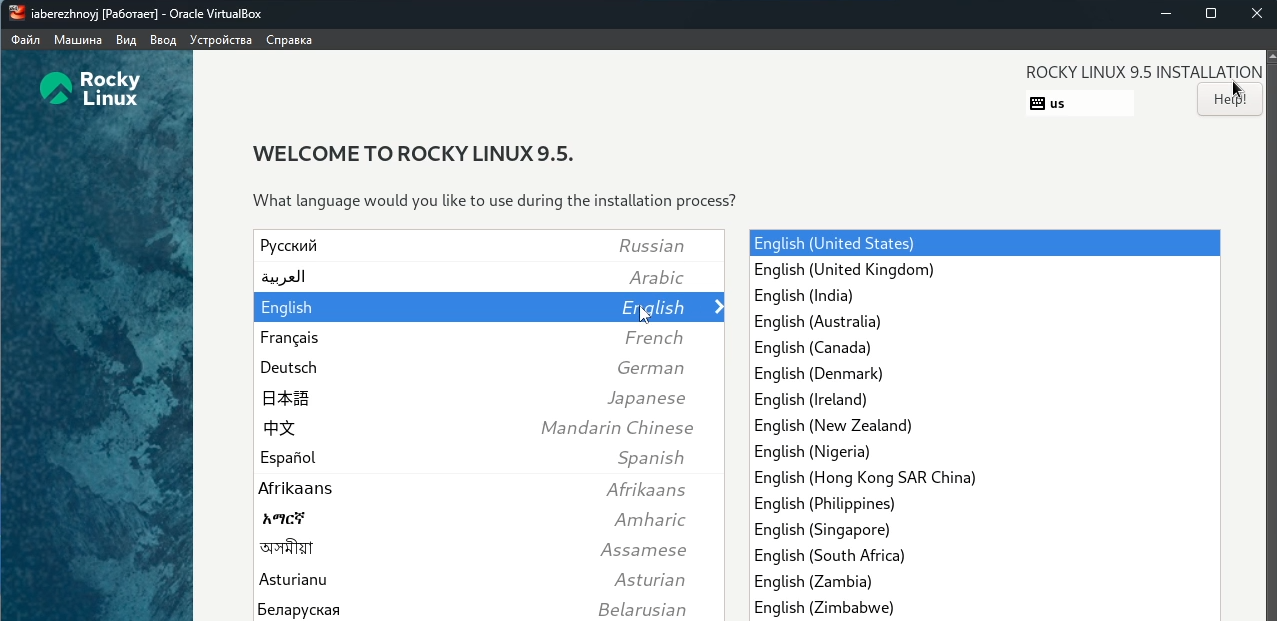 iaberezhnoyj [Работает] - Oracle VirtualBox
Файл Машина Вид Ввод Устройства Справка
Rocky
Linux
ROCKY LINUX 9.5 INSTALLATION
us
Help!
WELCOME TO ROCKY LINUX 9.5.
What language would you like to use during the installation process?
Русский Russian
العربية Arabic
English English
Français French
Deutsch German
日本語 Japanese
中文 Mandarin Chinese
Español Spanish
Afrikaans Afrikaans
አማርኛ Amharic
অসমীয়া Assamese
Asturianu Asturian
Беларуская Belarusian
English (United States)
English (United Kingdom)
English (India)
English (Australia)
English (Canada)
English (Denmark)
English (Ireland)
English (New Zealand)
English (Nigeria)
English (Hong Kong SAR China)
English (Philippines)
English (Singapore)
English (South Africa)
English (Zambia)
English (Zimbabwe)